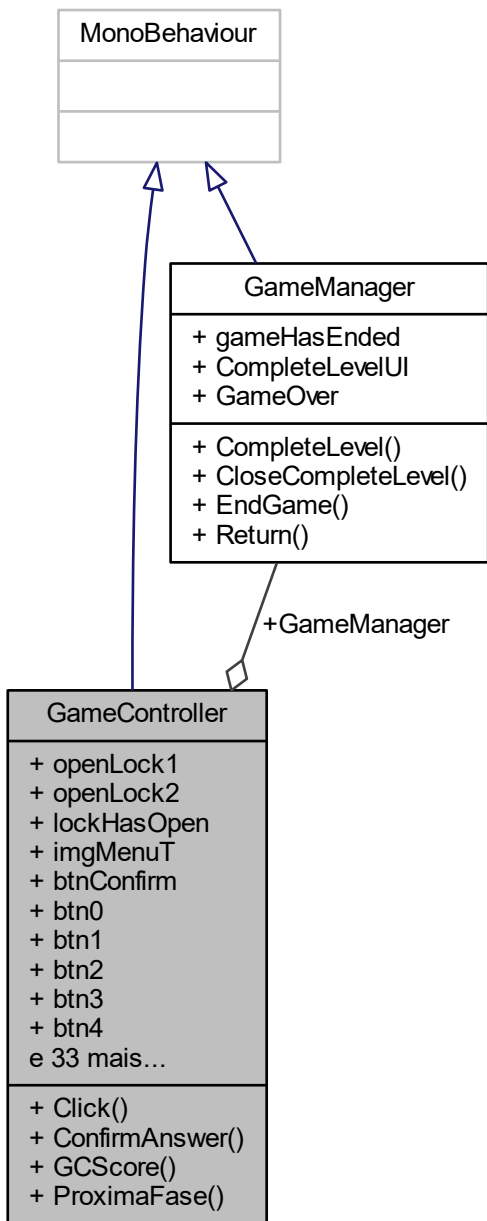 MonoBehaviour
GameManager
+ gameHasEnded
+ CompleteLevelUI
+ GameOver
+ CompleteLevel()
+ CloseCompleteLevel()
+ EndGame()
+ Return()
+GameManager
GameController
+ openLock1
+ openLock2
+ lockHasOpen
+ imgMenuT
+ btnConfirm
+ btn0
+ btn1
+ btn2
+ btn3
+ btn4
e 33 mais...
+ Click()
+ ConfirmAnswer()
+ GCScore()
+ ProximaFase()